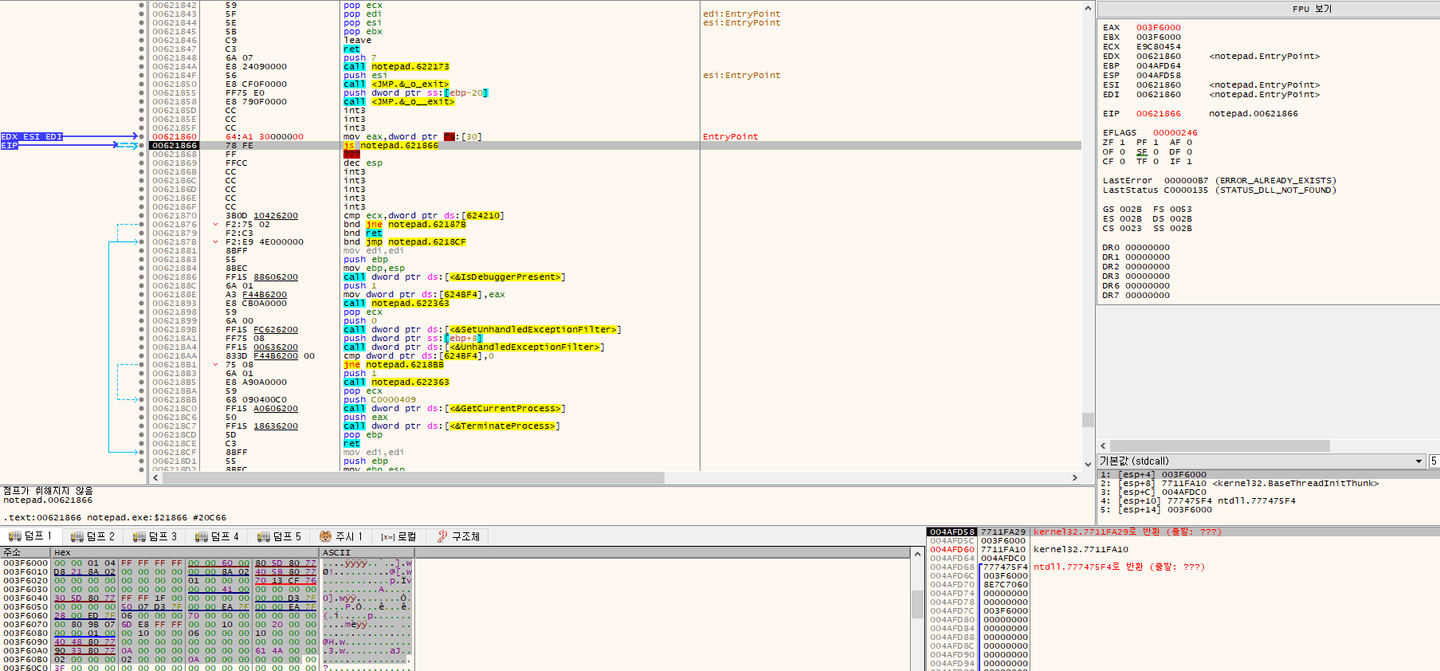 FPU 보기
00621842 59 pop ecx
00621843 5F pop edi edi:EntryPoint
00621844 5E pop esi esi:EntryPoint
00621845 5B pop ebx
00621846 C9 leave
00621847 C3 ret
00621848 6A 07 push 7
0062184A E8 24090000 call notepad.622173
0062184F 56 push esi esi:EntryPoint
00621850 E8 CF0F0000 call <JMP.&_o_exit>
00621855 FF75 E0 push dword ptr ss:[ebp-20]
00621858 E8 790F0000 call <JMP.&_o__exit>
0062185D CC int3
0062185E CC int3
0062185F CC int3
EDX ESI EDI 00621860 64:A1 30000000 mov eax,dword ptr fs:[30] EntryPoint
EIP 00621866 78 FE js notepad.621866
00621868 FF
00621869 FFCC dec esp
0062186B CC int3
0062186C CC int3
0062186D CC int3
0062186E CC int3
0062186F CC int3
00621870 3B0D 10426200 cmp ecx,dword ptr ds:[624210]
00621876 F2:75 02 bnd jne notepad.62187B
00621879 F2:C3 bnd ret
0062187B F2:E9 4E000000 bnd jmp notepad.6218CF
00621881 8BFF mov edi,edi
00621883 55 push ebp
00621884 8BEC mov ebp,esp
00621886 FF15 88606200 call dword ptr ds:[<&IsDebuggerPresent>]
0062188C 6A 01 push 1
0062188E A3 F44B6200 mov dword ptr ds:[624BF4],eax
00621893 E8 CB0A0000 call notepad.622363
00621898 59 pop ecx
00621899 6A 00 push 0
0062189B FF15 FC626200 call dword ptr ds:[<&SetUnhandledExceptionFilter>]
006218A1 FF75 08 push dword ptr ss:[ebp+8]
006218A4 FF15 00636200 call dword ptr ds:[<&UnhandledExceptionFilter>]
006218AA 833D F44B6200 00 cmp dword ptr ds:[624BF4],0
006218B1 75 08 jne notepad.6218BB
006218B3 6A 01 push 1
006218B5 E8 A90A0000 call notepad.622363
006218BA 59 pop ecx
006218BB 68 090400C0 push C0000409
006218C0 FF15 A0606200 call dword ptr ds:[<&GetCurrentProcess>]
006218C6 50 push eax
006218C7 FF15 18636200 call dword ptr ds:[<&TerminateProcess>]
006218CD 5D pop ebp
006218CE C3 ret
006218CF 8BFF mov edi,edi
006218D1 55 push ebp
006218D2 8BEC mov ebp,esp
EAX 003F6000
EBX 003F6000
ECX E9C80454
EDX 00621860 <notepad.EntryPoint>
EBP 004AFD64
ESP 004AFD58
ESI 00621860 <notepad.EntryPoint>
EDI 00621860 <notepad.EntryPoint>
EIP 00621866 notepad.00621866
EFLAGS 00000246
ZF 1 PF 1 AF 0
OF 0 SF 0 DF 0
CF 0 TF 0 IF 1
LastError 000000B7 (ERROR_ALREADY_EXISTS)
LastStatus C0000135 (STATUS_DLL_NOT_FOUND)
GS 002B FS 0053
ES 002B DS 002B
CS 0023 SS 002B
DR0 00000000
DR1 00000000
DR2 00000000
DR3 00000000
DR6 00000000
DR7 00000000
기본값 (stdcall) 5
1: [esp+4] 003F6000
2: [esp+8] 7711FA10 <kernel32.BaseThreadInitThunk>
3: [esp+C] 004AFDC0
4: [esp+10] 777475F4 ntdll.777475F4
5: [esp+14] 003F6000
점프가 취해지지 않음
notepad.00621866
.text:00621866 notepad.exe:$21866 #20C66
덤프 1 덤프 2 덤프 3 덤프 4 덤프 5 주시 1 [x=] 로컬 구조체
주소 Hex ASCII
003F6000 00 00 01 04 FF FF FF FF 00 00 60 00 80 5D 80 77
003F6010 D8 21 8A 02 00 00 00 00 00 00 8A 02 40 5B 80 77
003F6020 00 00 00 00 00 00 00 00 01 00 00 00 70 13 CF 76
003F6030 00 00 00 00 00 00 00 00 00 00 41 00 00 00 00 00
003F6040 30 5D 80 77 FF FF 1F 00 00 00 00 00 00 00 D3 7F
003F6050 00 00 00 00 50 07 D3 7F 00 00 EA 7F 00 00 EA 7F
003F6060 28 00 ED 7F 06 00 00 00 70 00 00 00 00 00 00 00
003F6070 00 80 9B 07 6D E8 FF FF 00 00 10 00 00 20 00 00
003F6080 00 00 01 00 00 10 00 00 06 00 00 00 10 00 00 00
003F6090 40 48 80 77 00 00 00 00 00 00 00 00 00 00 00 00
003F60A0 90 33 80 77 0A 00 00 00 00 00 00 00 61 4A 00 00
003F60B0 02 00 00 00 02 00 00 00 0A 00 00 00 00 00 00 00
003F60C0
004AFD58 7711FA29 kernel32.7711FA29로 반환 (출발: ???)
004AFD5C 003F6000
004AFD60 7711FA10 kernel32.7711FA10
004AFD64 004AFDC0
004AFD68 777475F4 ntdll.777475F4로 반환 (출발: ???)
004AFD6C 003F6000
004AFD70 8E7C7060
004AFD74 00000000
004AFD78 00000000
004AFD7C 003F6000
004AFD80 00000000
004AFD84 00000000
004AFD88 00000000
004AFD8C 00000000
004AFD90 00000000
004AFD94 00000000